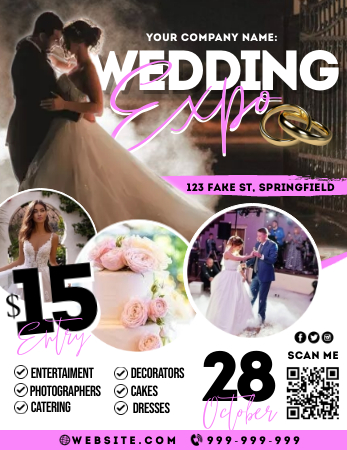 YOUR COMPANY NAME:
WEDDING
Expo
123 FAKE ST, SPRINGFIELD
$15
Entry
ENTERTAIMENT
PHOTOGRAPHERS
CATERING
DECORATORS
CAKES
DRESSES
28
October
SCAN ME
WEBSITE.COM 999-999-999